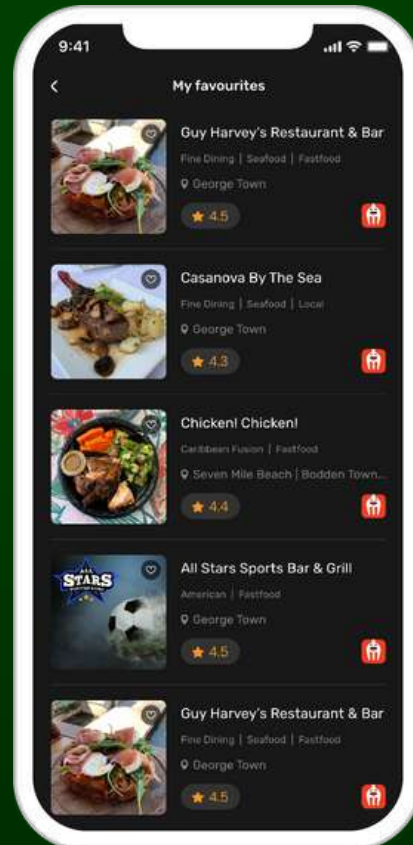 9:41
My favourites
Guy Harvey's Restaurant & Bar
Fine Dining | Seafood | Fastfood
George Town
4.5
Casanova By The Sea
Fine Dining | Seafood | Local
George Town
4.3
Chicken! Chicken!
Caribbean Fusion | Fastfood
Seven Mile Beach | Bodden Town...
4.4
ALL
STARS
All Stars Sports Bar & Grill
American | Fastfood
George Town
4.5
Guy Harvey's Restaurant & Bar
Fine Dining | Seafood | Fastfood
George Town
4.5